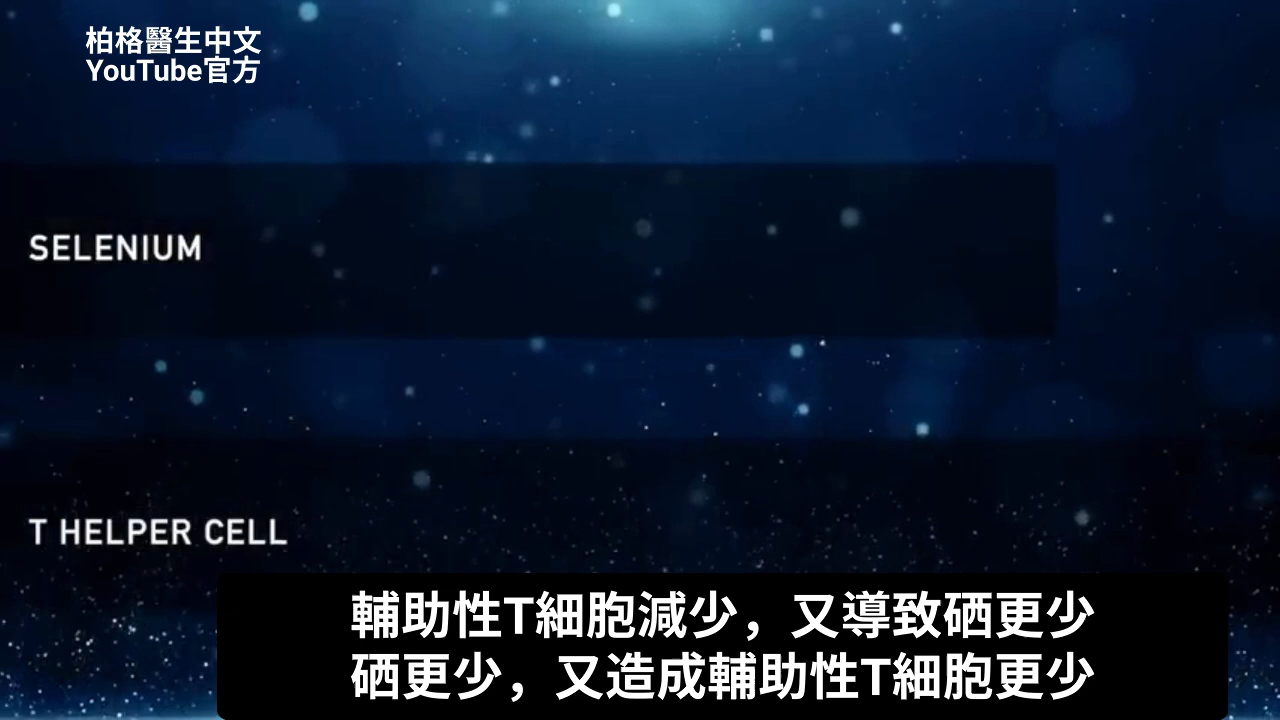 柏格醫生中文
YouTube官方
SELENIUM
T HELPER CELL
輔助性T細胞減少，又導致硒更少
硒更少，又造成輔助性T細胞更少